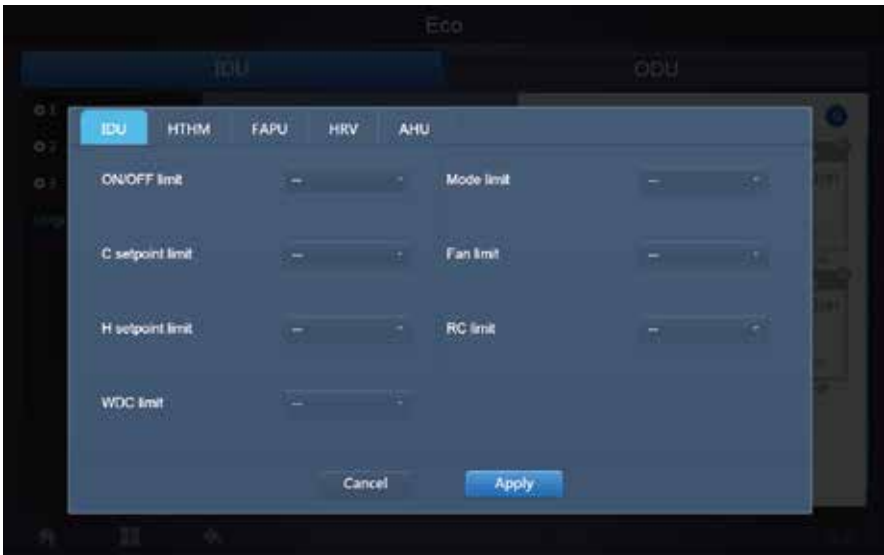 Eco
IDU ODU
IDU HTHM FAPU HRV AHU
ON/OFF limit -- Mode limit --
C setpoint limit -- Fan limit --
H setpoint limit -- RC limit --
WDC limit --
Cancel Apply